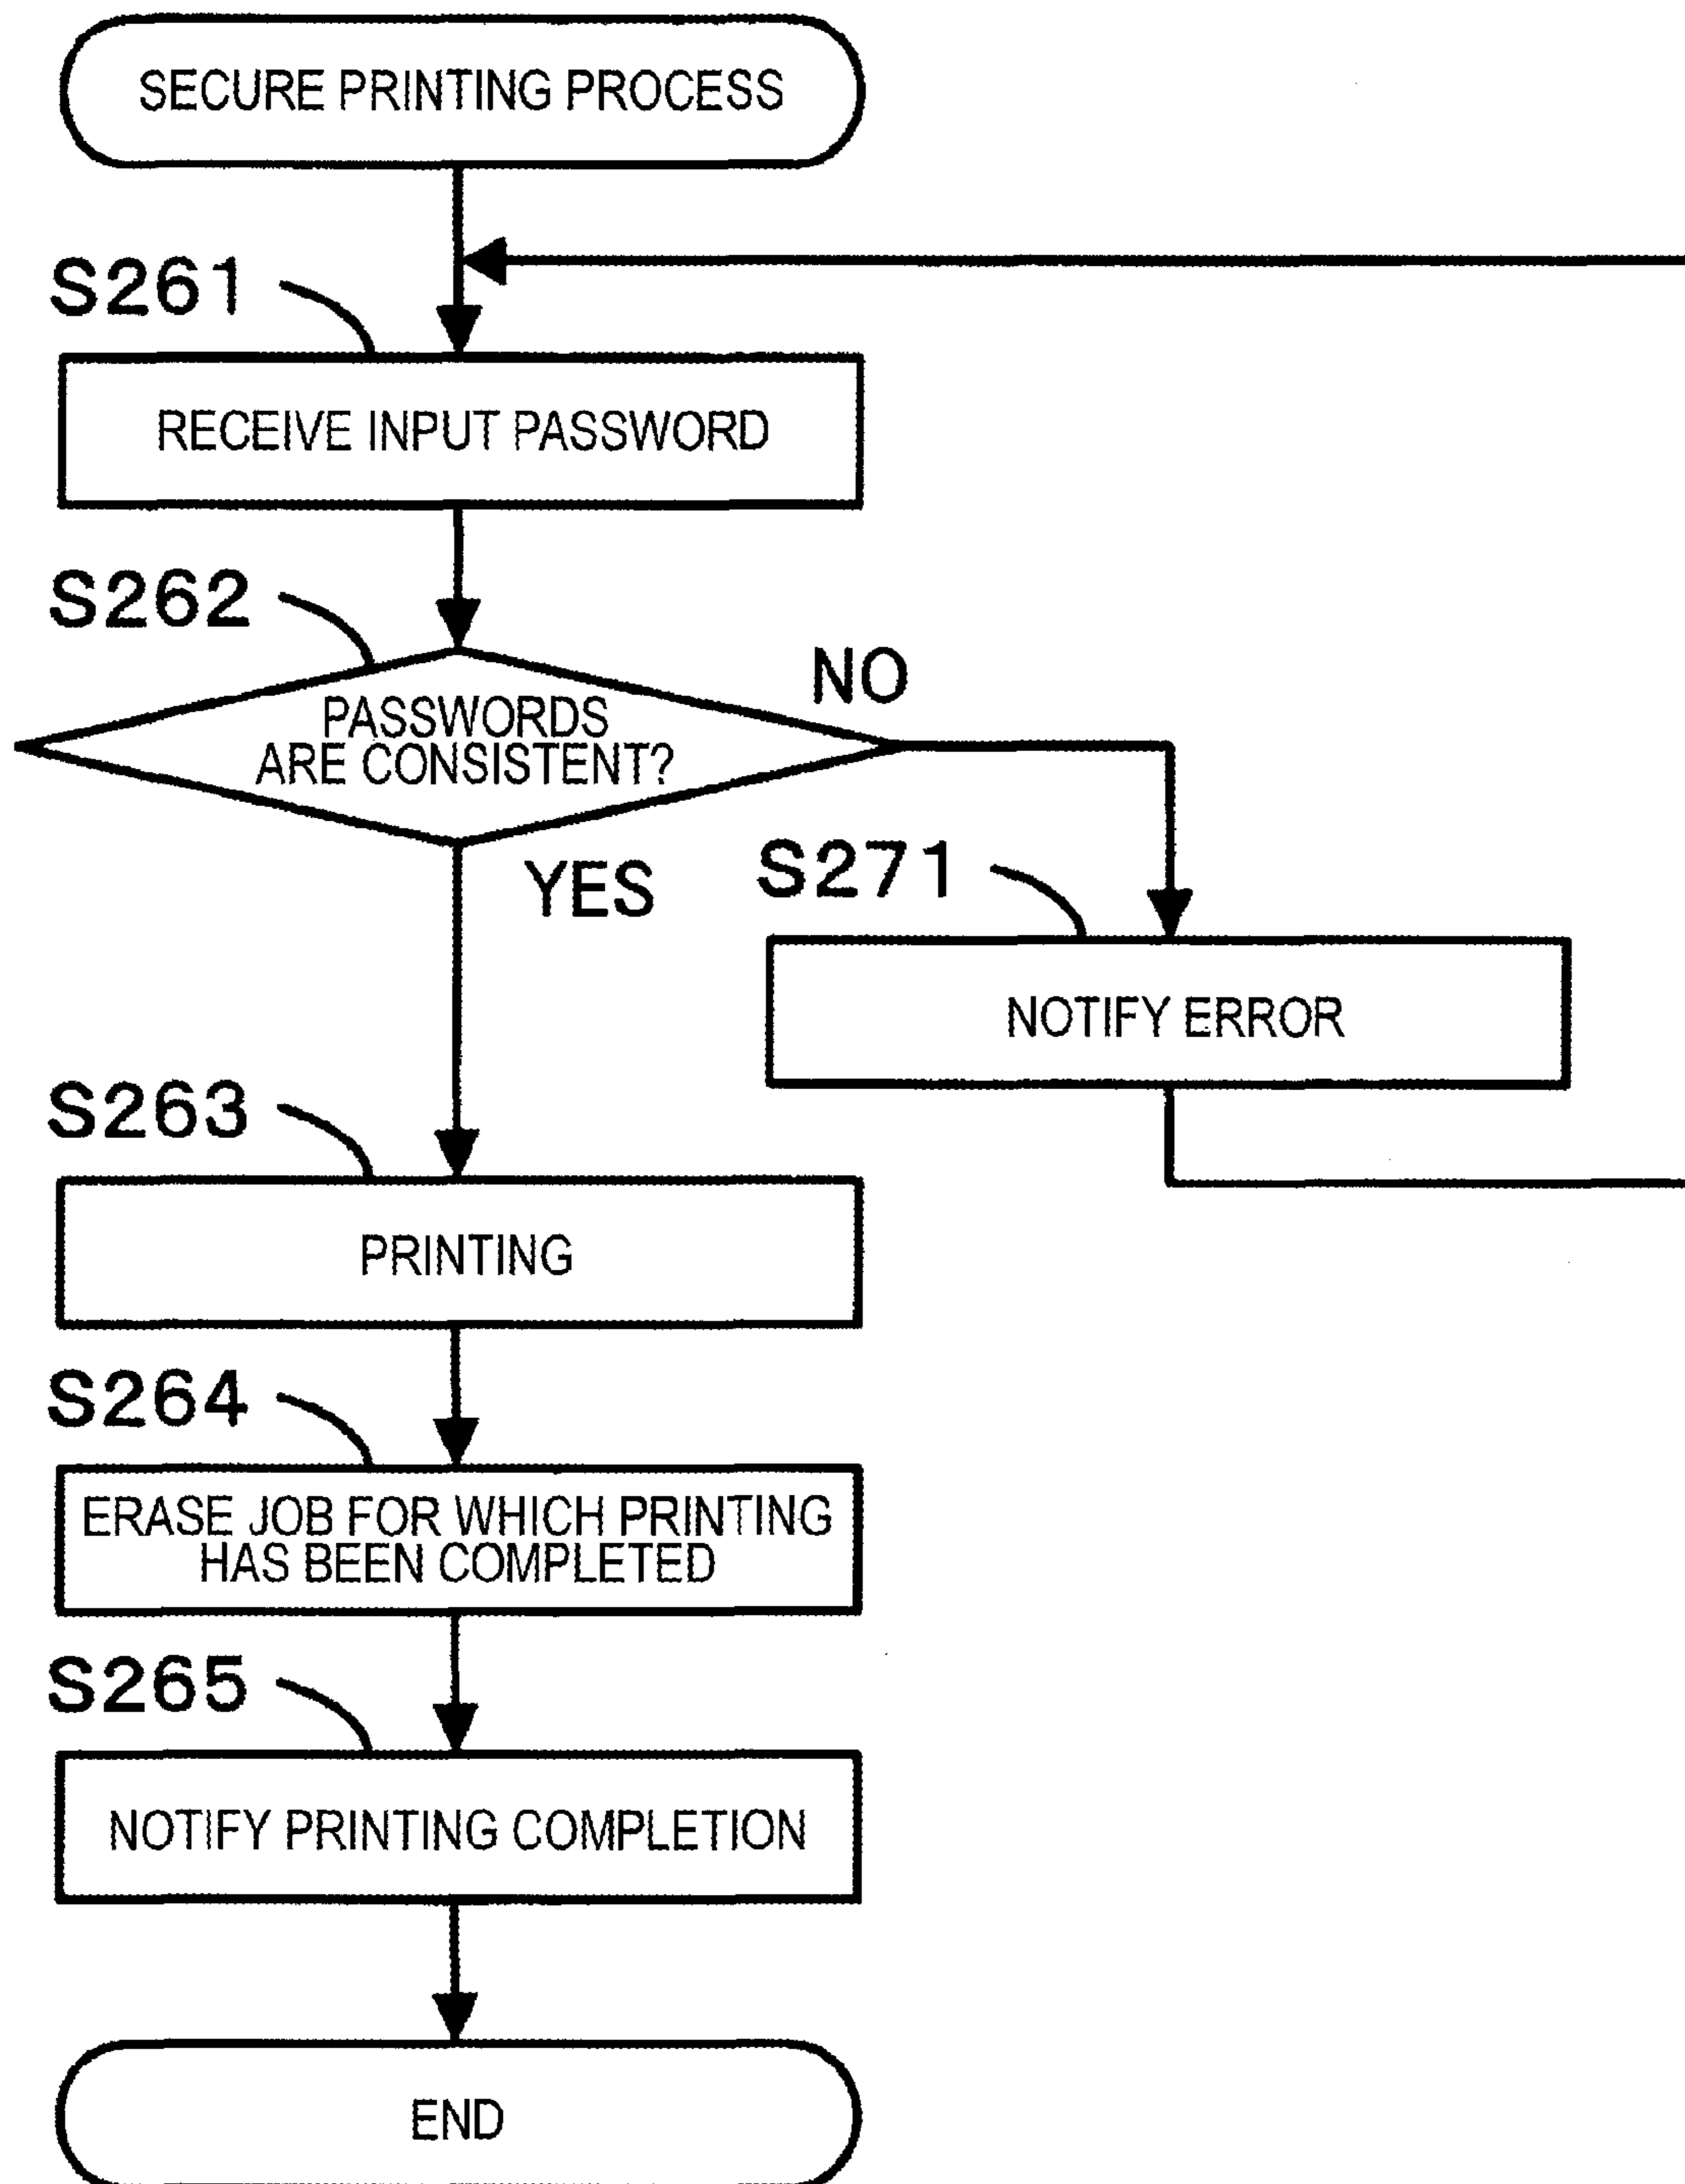 SECURE PRINTING PROCESS
S261
RECEIVE INPUT PASSWORD
S262
PASSWORDS
ARE CONSISTENT?
NO
YES
S271
NOTIFY ERROR
S263
PRINTING
S264
ERASE JOB FOR WHICH PRINTING
HAS BEEN COMPLETED
S265
NOTIFY PRINTING COMPLETION
END